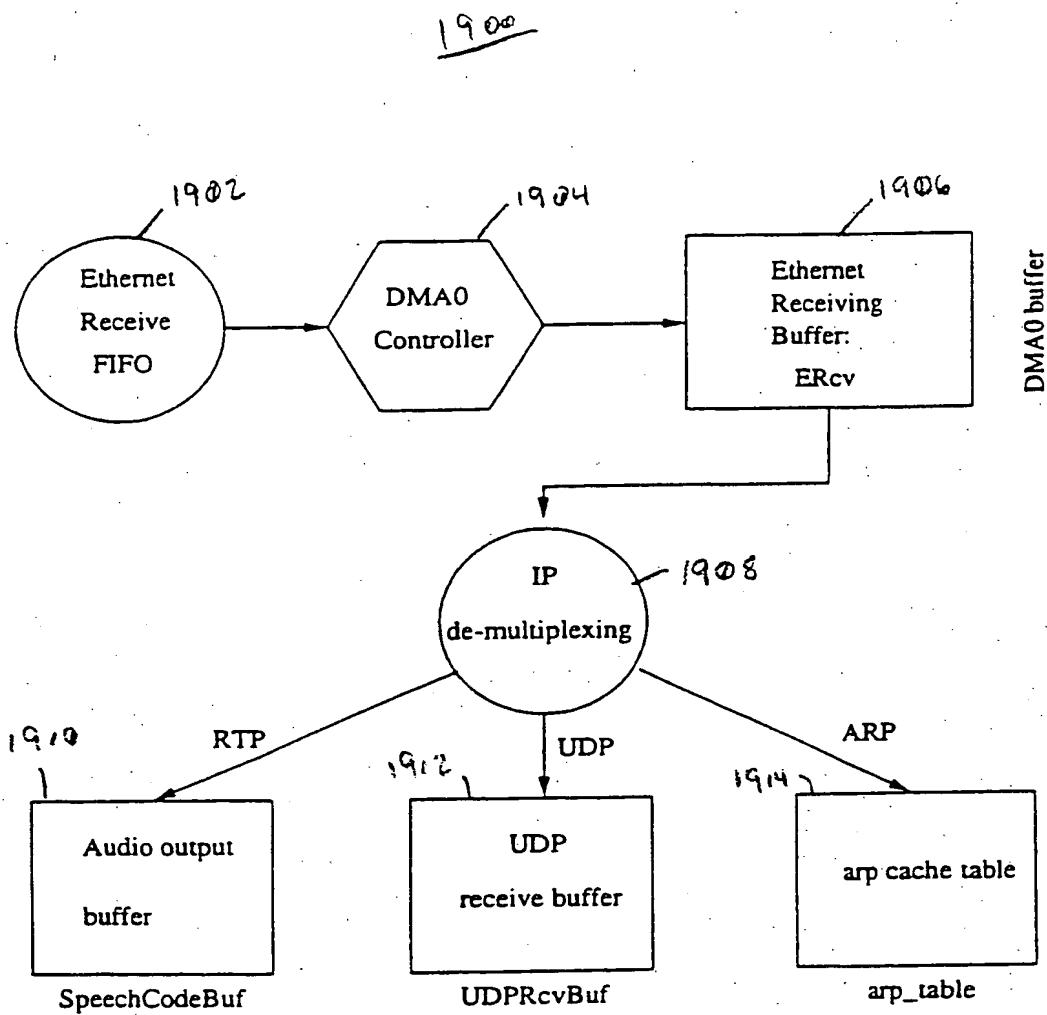 1900
1902
1904
1906
Ethernet
Receive
FIFO
DMA0
Controller
Ethernet
Receiving
Buffer:
ERcv
DMA0 buffer
IP
de-multiplexing
1908
RTP
UDP
ARP
1910
1912
1914
Audio output
buffer
UDP
receive buffer
arp cache table
SpeechCodeBuf
UDPRcvBuf
arp_table